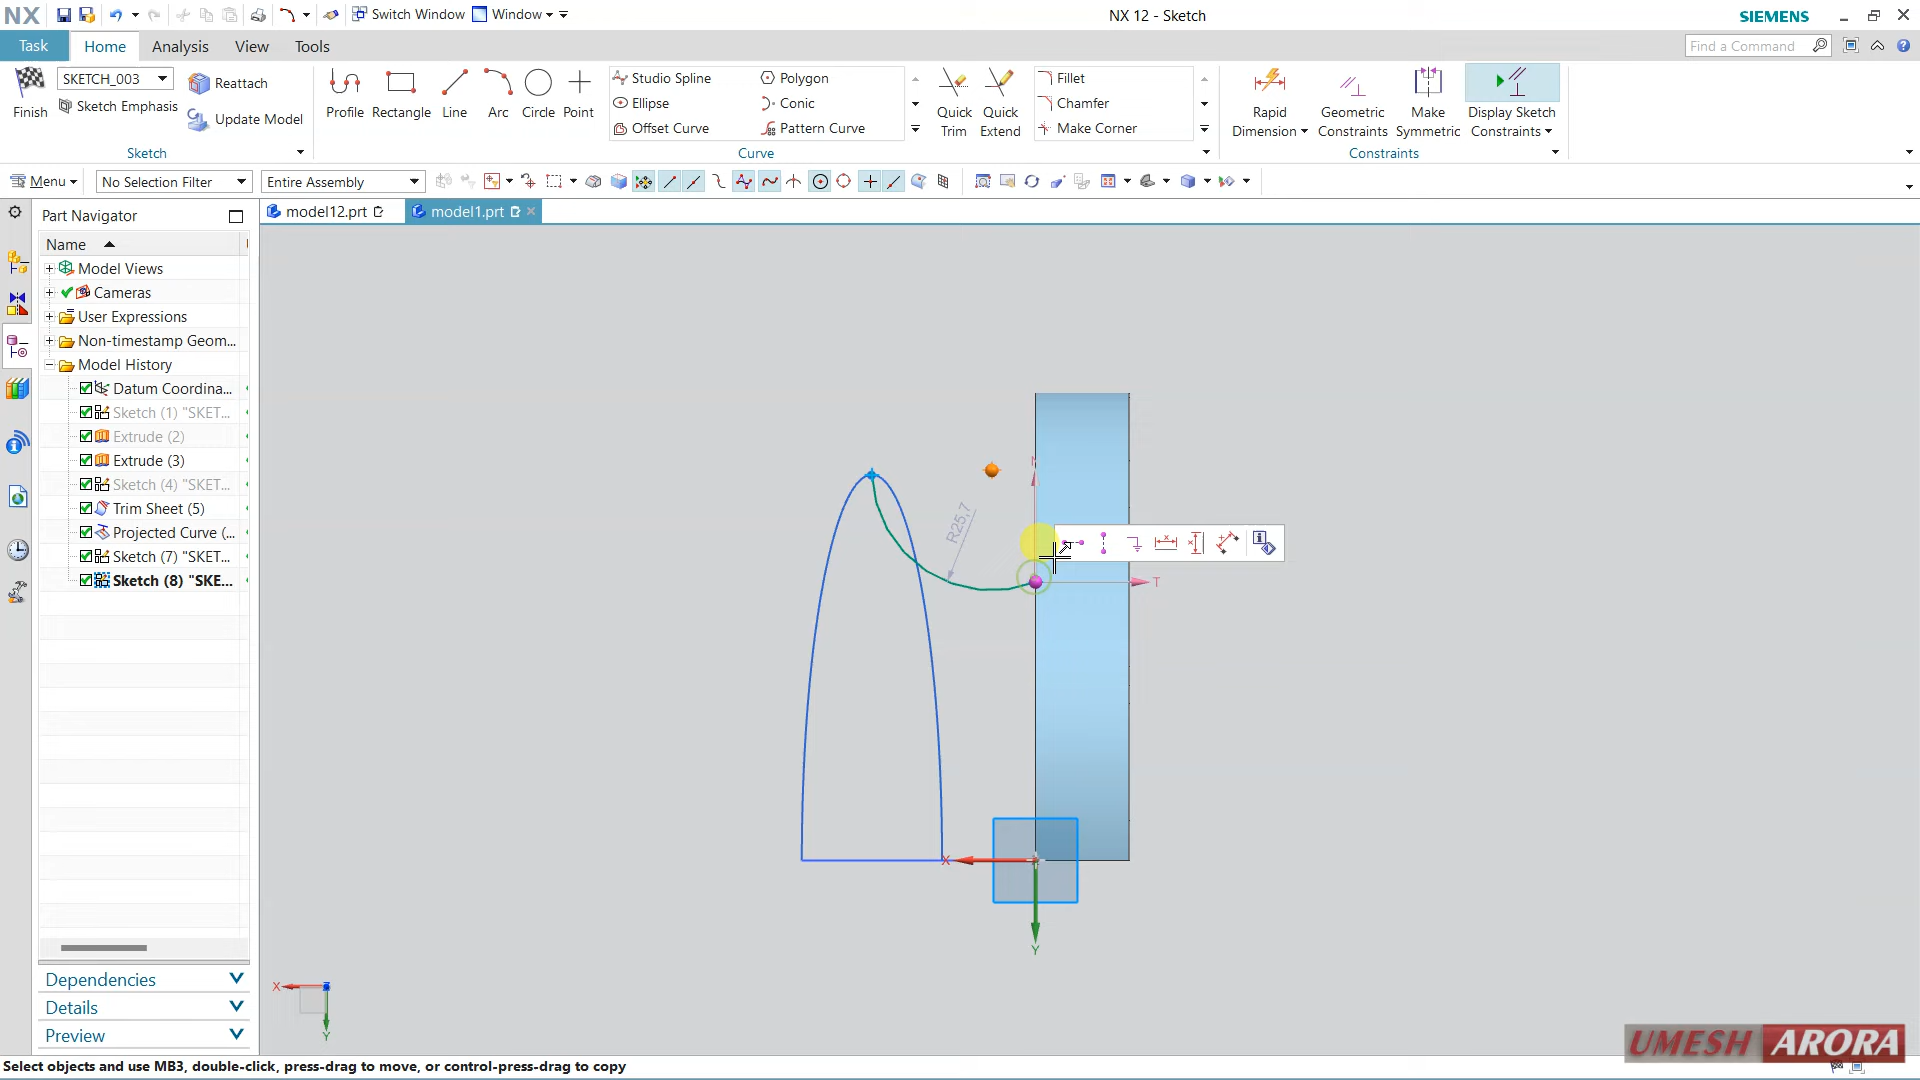 NX
Switch Window
Window
NX 12 - Sketch
SIEMENS
Task
Home
Analysis
View
Tools
Find a Command
Finish
SKETCH_003
Sketch Emphasis
Reattach
Update Model
Sketch
Profile
Rectangle
Line
Arc
Circle
Point
Studio Spline
Ellipse
Offset Curve
Polygon
Conic
Pattern Curve
Curve
Quick Trim
Quick Extend
Fillet
Chamfer
Make Corner
Rapid Dimension
Geometric Constraints
Make Symmetric
Display Sketch Constraints
Constraints
Menu
No Selection Filter
Entire Assembly
Part Navigator
model12.prt
model1.prt
Name
Model Views
Cameras
User Expressions
Non-timestamp Geom...
Model History
Datum Coordina...
Sketch (1) "SKET...
Extrude (2)
Extrude (3)
Sketch (4) "SKET...
Trim Sheet (5)
Projected Curve (...
Sketch (7) "SKET...
Sketch (8) "SKE...
Dependencies
Details
Preview
R25,7
T
X
Y
X
Y
UMESH ARORA
Select objects and use MB3, double-click, press-drag to move, or control-press-drag to copy